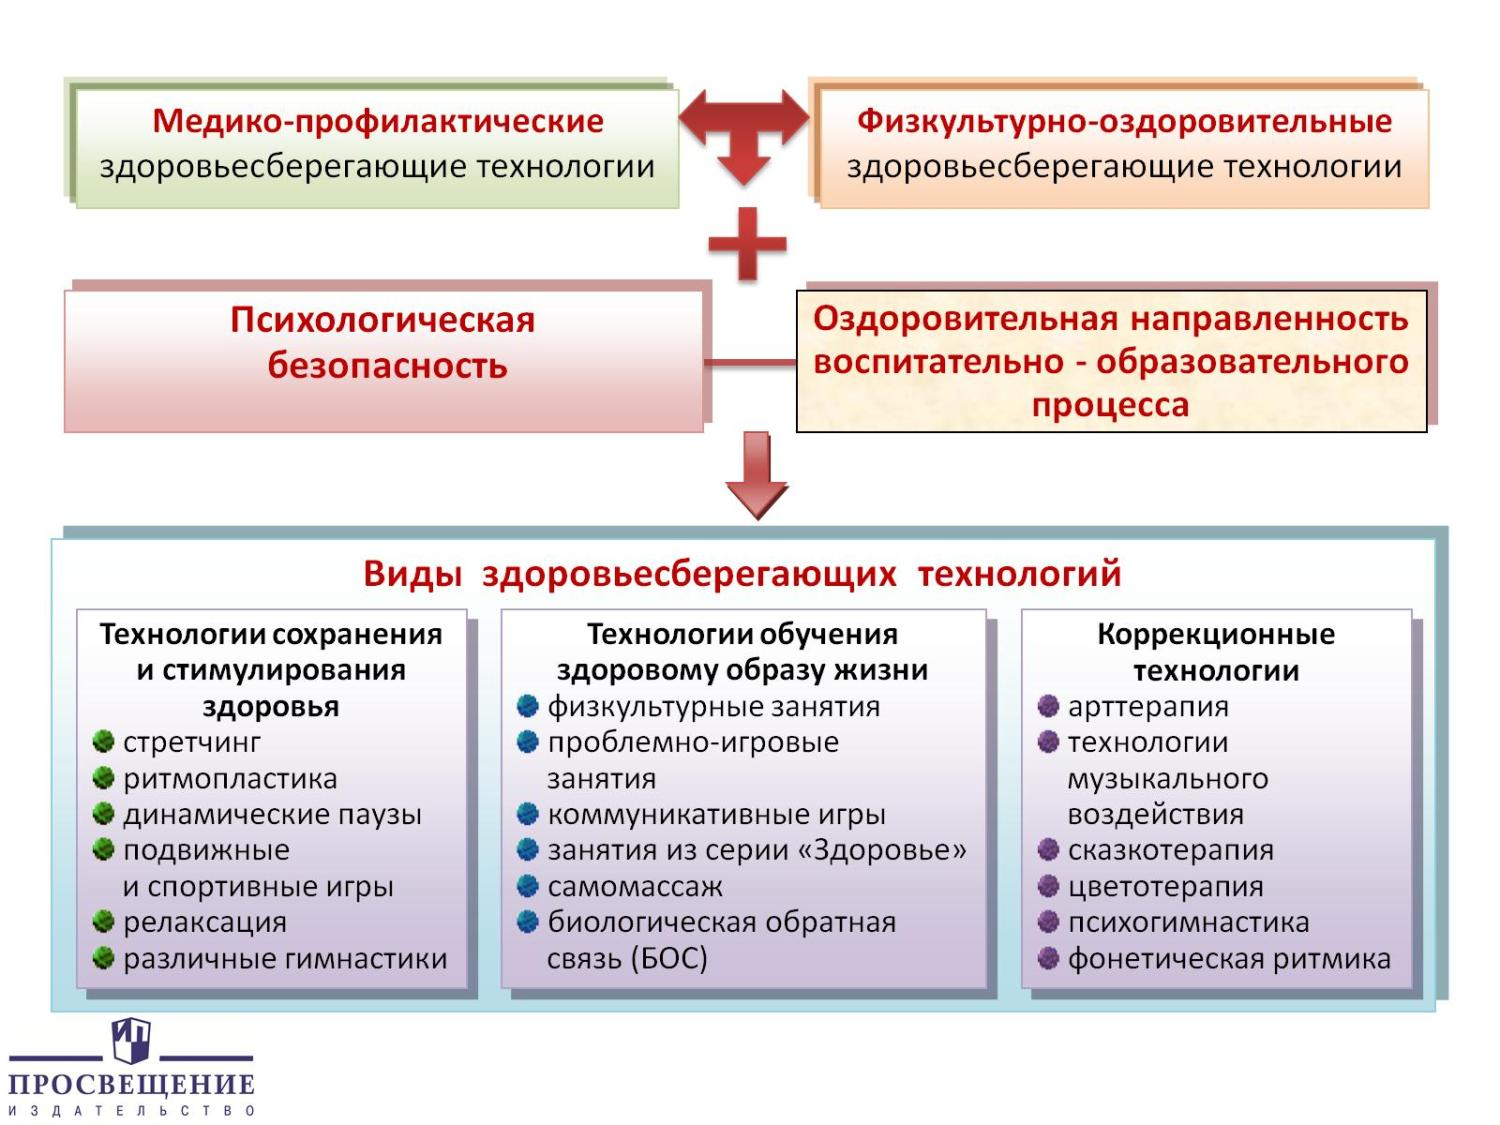 Медико-профилактические
здоровьесберегающие технологии
Физкультурно-оздоровительные
здоровьесберегающие технологии
Психологическая
безопасность
Оздоровительная направленность
воспитательно - образовательного
процесса
Виды здоровьесберегающих технологий
Технологии сохранения
и стимулирования
здоровья
стретчинг
ритмопластика
динамические паузы
подвижные
и спортивные игры
релаксация
различные гимнастики
Технологии обучения
здоровому образу жизни
физкультурные занятия
проблемно-игровые
занятия
коммуникативные игры
занятия из серии «Здоровье»
самомассаж
биологическая обратная
связь (БОС)
Коррекционные
технологии
арттерапия
технологии
музыкального
воздействия
сказкотерапия
цветотерапия
психогимнастика
фонетическая ритмика
ИП
ПРОСВЕЩЕНИЕ
ИЗДАТЕЛЬСТВО